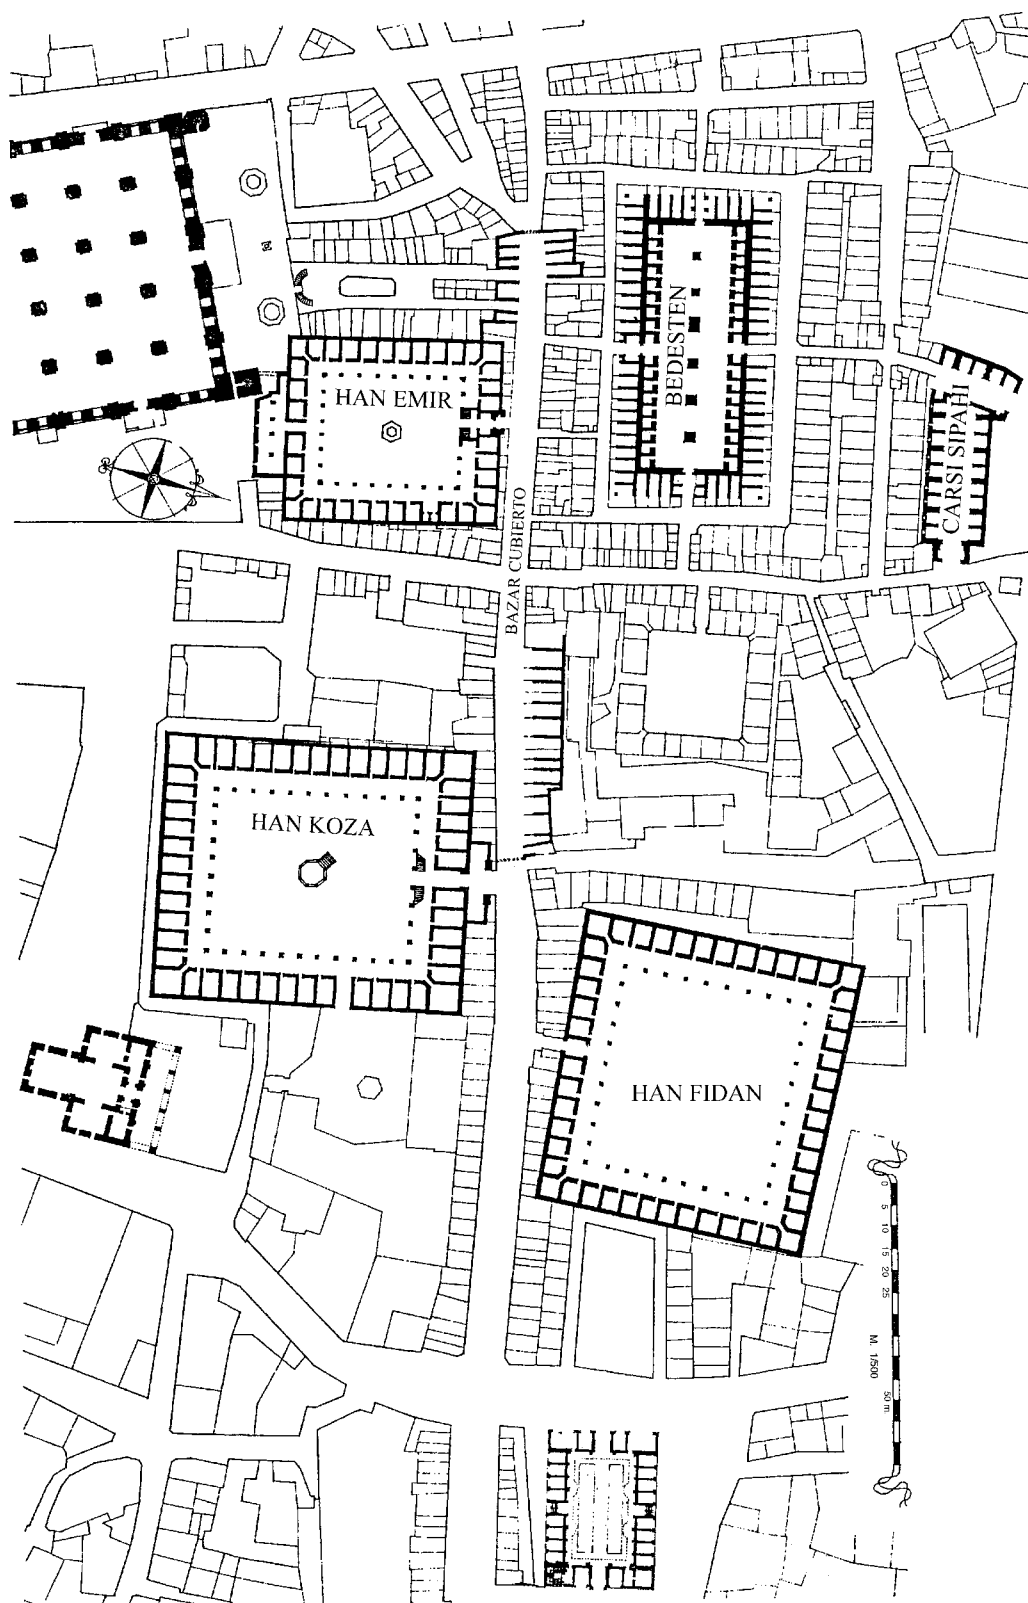 HAN EMIR
BEDESTEN
CARSI SIPAHI
BAZAR CUBIERTO
HAN KOZA
HAN FIDAN
0 5 10 15 20 25 50 m
M. 1/500